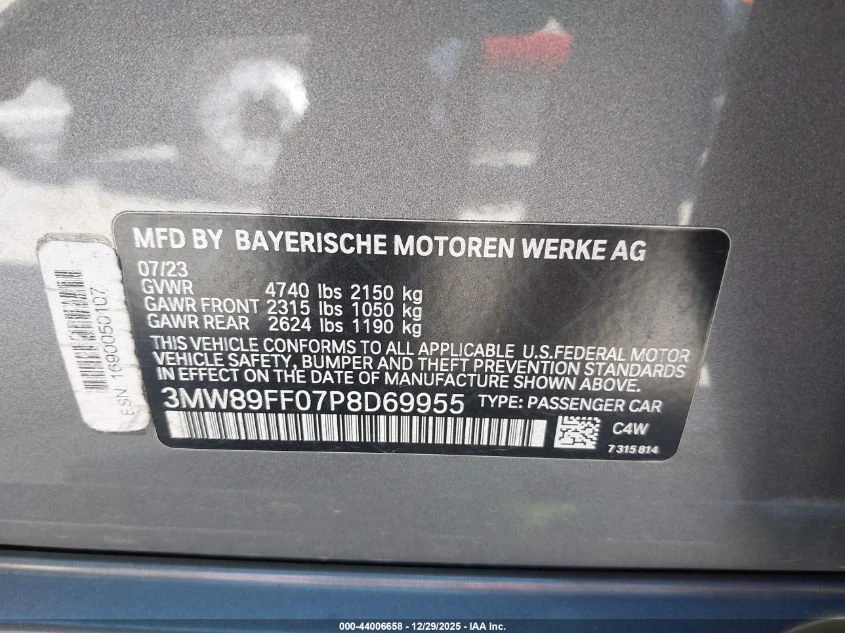 MFD BY BAYERISCHE MOTOREN WERKE AG
07/23
GVWR 4740 lbs 2150 kg
GAWR FRONT 2315 lbs 1050 kg
GAWR REAR 2624 lbs 1190 kg
THIS VEHICLE CONFORMS TO ALL APPLICABLE U.S.FEDERAL MOTOR
VEHICLE SAFETY, BUMPER AND THEFT PREVENTION STANDARDS
IN EFFECT ON THE DATE OF MANUFACTURE SHOWN ABOVE.
3MW89FF07P8D69955 TYPE: PASSENGER CAR
C4W
7 315 814
ESN: 1690050107
000-44006658 - 12/29/2025 - IAA Inc.